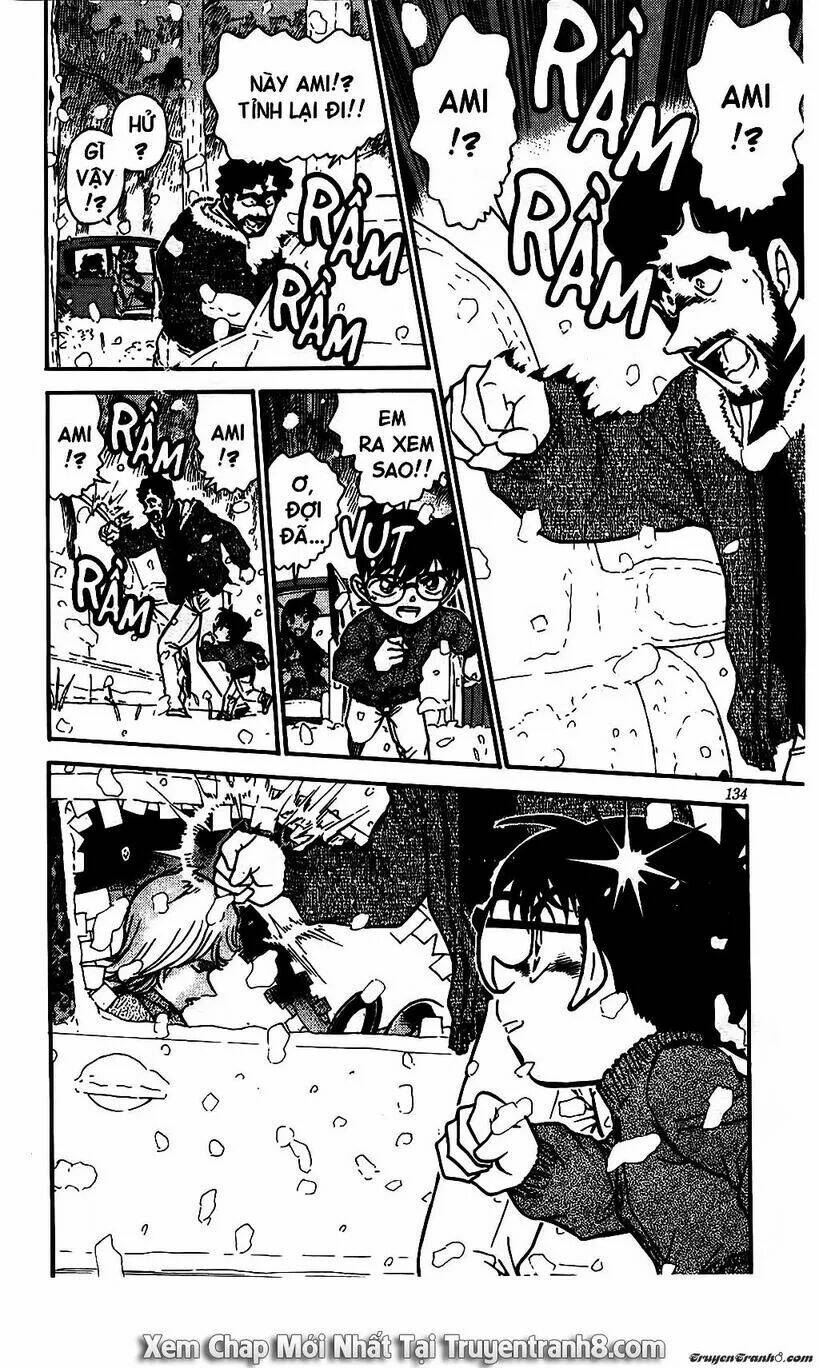 NÀY AMI!?
TỈNH LẠI ĐI!!
HỬ
?
GÌ
VẬY
!?
RẦM
RẦM
AMI
!?
RẦM
RẦM
AMI
!?
AMI
!?
RẦM
AMI
!?
RẦM
EM
RA XEM
SAO!!
Ơ,
ĐỢI
ĐÃ...
VỤT
134
Xem Chap Mới Nhất Tại Truyentranh8.com
TruyenTranh8.com